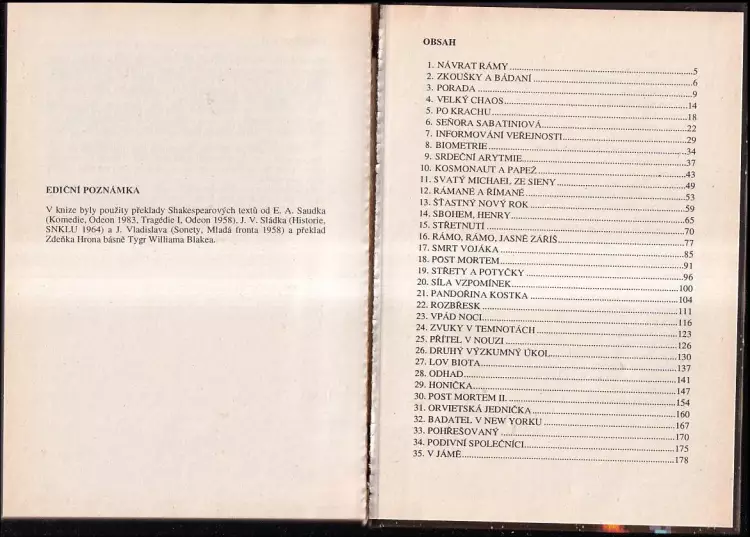 EDIČNÍ POZNÁMKA
V knize byly použity překlady Shakespearových textů od E. A. Saudka
(Komedie, Odeon 1983, Tragédie I, Odeon 1958), J. V. Sládka (Historie,
SNKLU 1964) a J. Vladislava (Sonety, Mladá fronta 1958) a překlad
Zdeňka Hrona básně Tygr Williama Blakea.
OBSAH
1. NÁVRAT RÁMY 5
2. ZKOUŠKY A BÁDÁNÍ 6
3. PORADA 9
4. VELKÝ CHAOS 14
5. PO KRACHU 18
6. SEÑORA SABATINIOVÁ 22
7. INFORMOVÁNÍ VEŘEJNOSTI 29
8. BIOMETRIE 34
9. SRDEČNÍ ARYTMIE 37
10. KOSMONAUT A PAPEŽ 43
11. SVATÝ MICHAEL ZE SIENY 49
12. RÁMANÉ A ŘÍMANÉ 53
13. ŠŤASTNÝ NOVÝ ROK 59
14. SBOHEM, HENRY 65
15. STŘETNUTÍ 70
16. RÁMO, RÁMO, JASNĚ ZÁŘÍŠ 77
17. SMRT VOJÁKA 85
18. POST MORTEM 91
19. STŘETY A POTYČKY 96
20. SÍLA VZPOMÍNEK 100
21. PANDOŘINA KOSTKA 104
22. ROZBŘESK 111
23. VPÁD NOCI 116
24. ZVUKY V TEMNOTÁCH 123
25. PŘÍTEL V NOUZI 126
26. DRUHÝ VÝZKUMNÝ ÚKOL 130
27. LOV BIOTA 137
28. ODHAD 141
29. HONIČKA 147
30. POST MORTEM II. 154
31. ORVIETSKÁ JEDNIČKA 160
32. BADATEL V NEW YORKU 167
33. POHŘEŠOVANÝ 170
34. PODIVNÍ SPOLEČNÍCI 175
35. V JÁMĚ 178